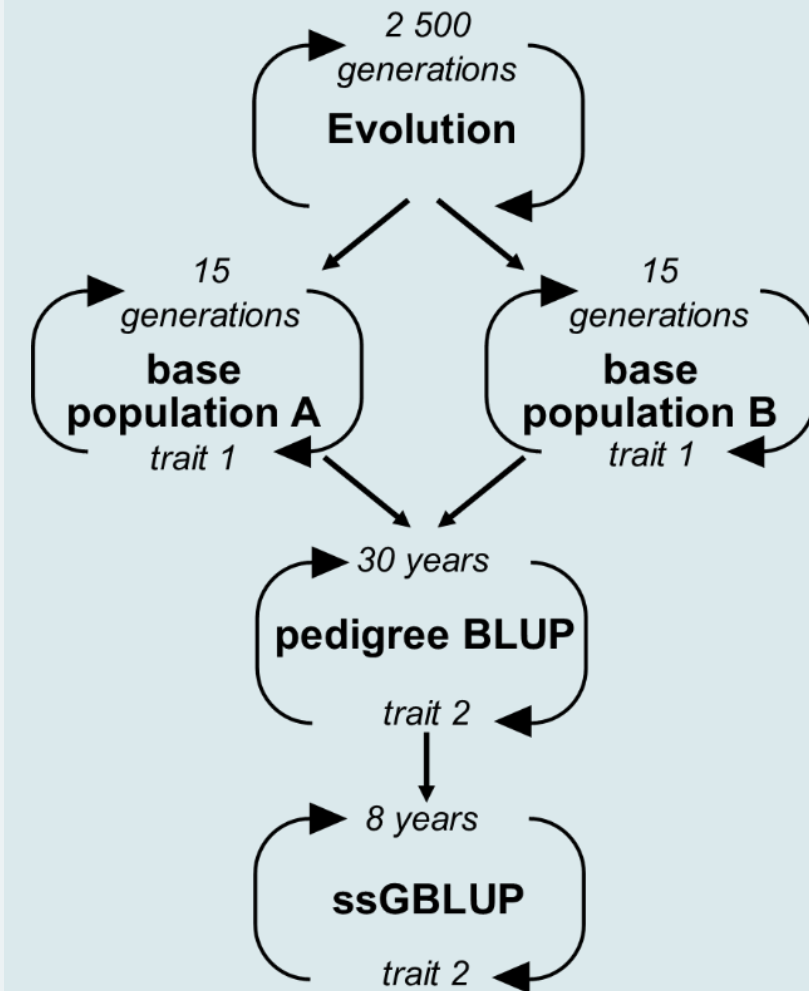 2 500
generations
Evolution
15
generations
base
population A
trait 1
15
generations
base
population B
trait 1
30 years
pedigree BLUP
trait 2
8 years
ssGBLUP
trait 2